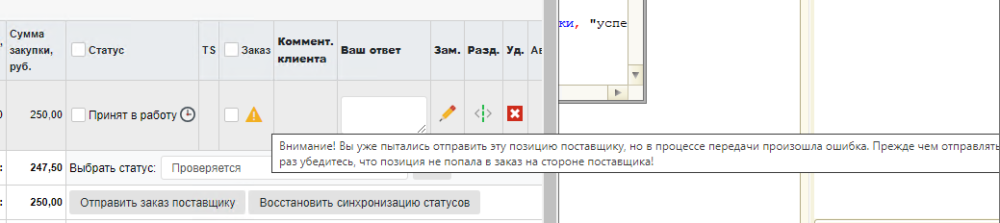 Сумма закупки, руб.
Статус
TS
Заказ
Коммент. клиента
Ваш ответ
Зам.
Разд.
Уд.
ки, "успе
250,00
Принят в работу
Внимание! Вы уже пытались отправить эту позицию поставщику, но в процессе передачи произошла ошибка. Прежде чем отправлять
раз убедитесь, что позиция не попала в заказ на стороне поставщика!
247,50
Выбрать статус:
Проверяется
250,00
Отправить заказ поставщику
Восстановить синхронизацию статусов